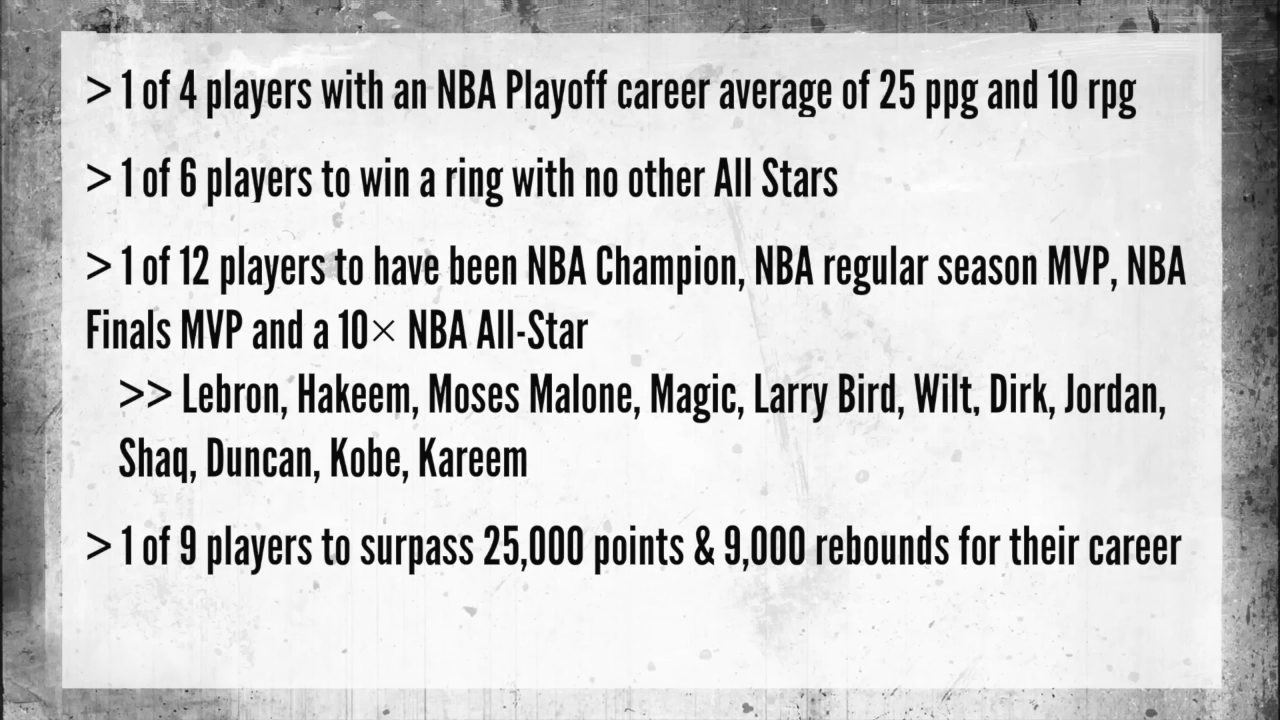 > 1 of 4 players with an NBA Playoff career average of 25 ppg and 10 rpg
> 1 of 6 players to win a ring with no other All Stars
> 1 of 12 players to have been NBA Champion, NBA regular season MVP, NBA
Finals MVP and a 10× NBA All-Star
>> Lebron, Hakeem, Moses Malone, Magic, Larry Bird, Wilt, Dirk, Jordan,
Shaq, Duncan, Kobe, Kareem
> 1 of 9 players to surpass 25,000 points & 9,000 rebounds for their career